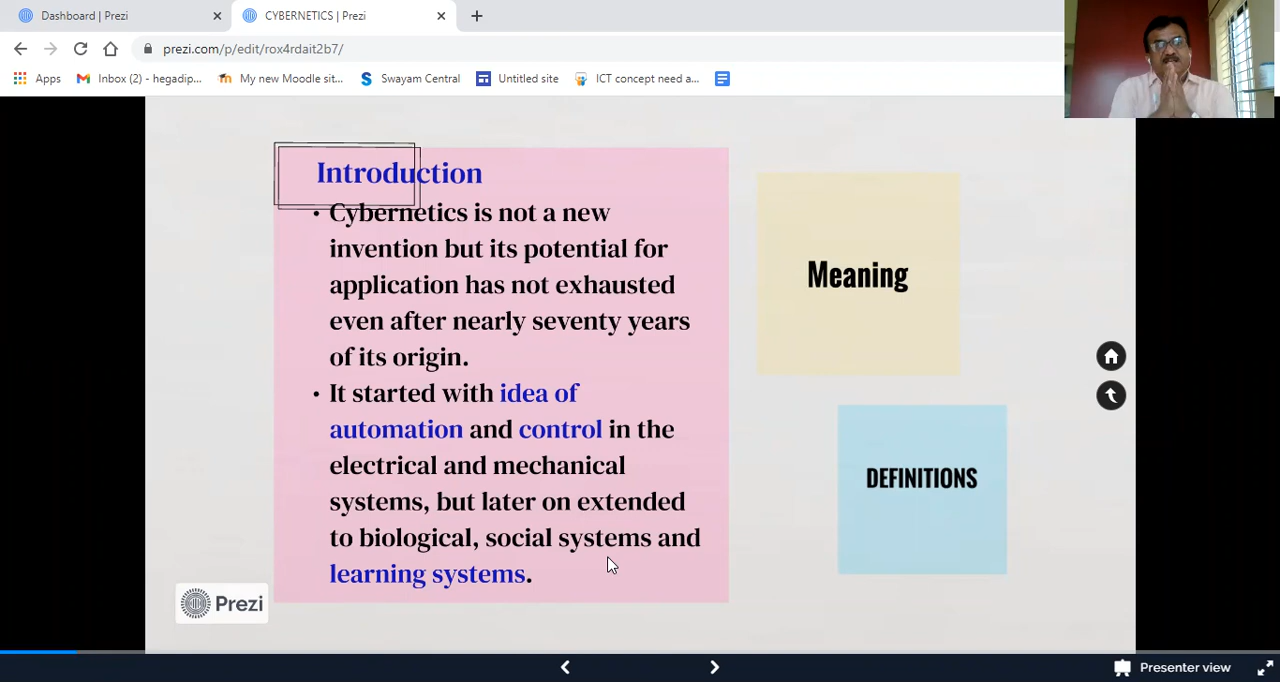 Dashboard | Prezi
CYBERNETICS | Prezi
prezi.com/p/edit/rox4rdait2b7/
Apps
Inbox (2) - hegadip...
My new Moodle sit...
Swayam Central
Untitled site
ICT concept need a...
Introduction
• Cybernetics is not a new
invention but its potential for
application has not exhausted
even after nearly seventy years
of its origin.
• It started with idea of
automation and control in the
electrical and mechanical
systems, but later on extended
to biological, social systems and
learning systems.
Meaning
DEFINITIONS
Prezi
Presenter view